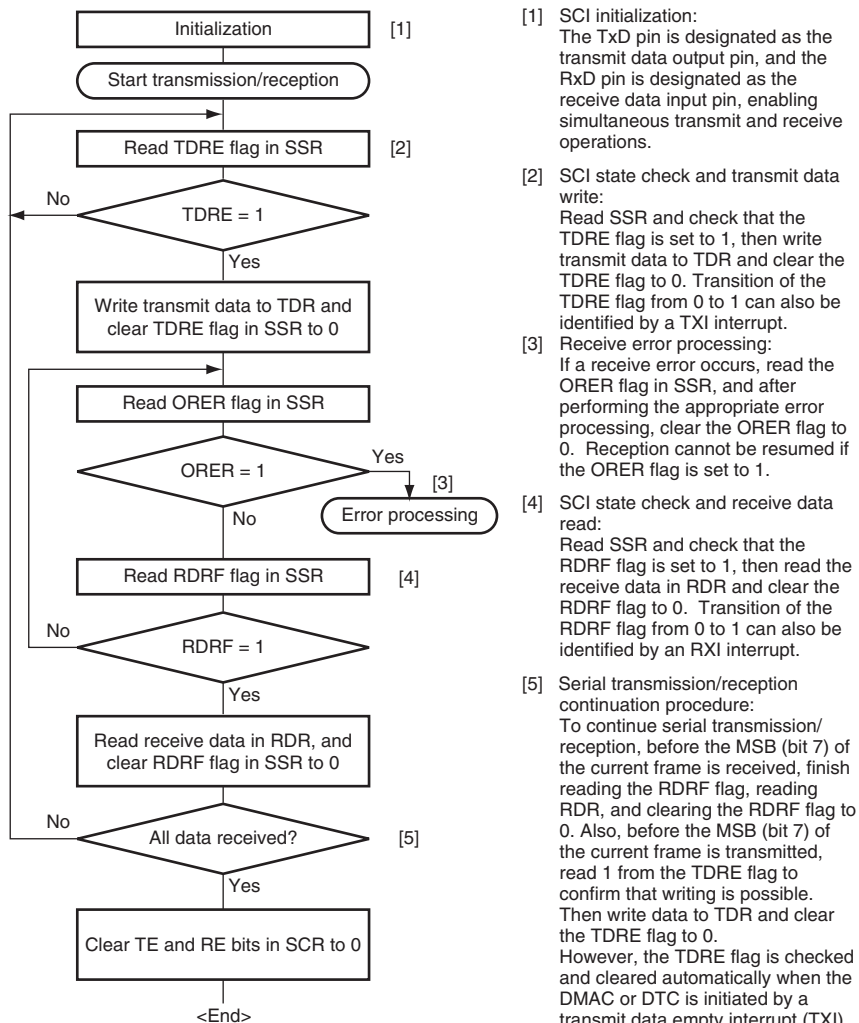 Initialization [1]
Start transmission/reception
Read TDRE flag in SSR [2]
No
TDRE = 1
Yes
Write transmit data to TDR and
clear TDRE flag in SSR to 0
Read ORER flag in SSR
Yes
ORER = 1
[3]
No
Error processing
Read RDRF flag in SSR [4]
No
RDRF = 1
Yes
Read receive data in RDR, and
clear RDRF flag in SSR to 0
No
All data received? [5]
Yes
Clear TE and RE bits in SCR to 0
<End>
[1] SCI initialization:
The TxD pin is designated as the
transmit data output pin, and the
RxD pin is designated as the
receive data input pin, enabling
simultaneous transmit and receive
operations.
[2] SCI state check and transmit data
write:
Read SSR and check that the
TDRE flag is set to 1, then write
transmit data to TDR and clear the
TDRE flag to 0. Transition of the
TDRE flag from 0 to 1 can also be
identified by a TXI interrupt.
[3] Receive error processing:
If a receive error occurs, read the
ORER flag in SSR, and after
performing the appropriate error
processing, clear the ORER flag to
0. Reception cannot be resumed if
the ORER flag is set to 1.
[4] SCI state check and receive data
read:
Read SSR and check that the
RDRF flag is set to 1, then read the
receive data in RDR and clear the
RDRF flag to 0. Transition of the
RDRF flag from 0 to 1 can also be
identified by an RXI interrupt.
[5] Serial transmission/reception
continuation procedure:
To continue serial transmission/
reception, before the MSB (bit 7) of
the current frame is received, finish
reading the RDRF flag, reading
RDR, and clearing the RDRF flag to
0. Also, before the MSB (bit 7) of
the current frame is transmitted,
read 1 from the TDRE flag to
confirm that writing is possible.
Then write data to TDR and clear
the TDRE flag to 0.
However, the TDRE flag is checked
and cleared automatically when the
DMAC or DTC is initiated by a
transmit data empty interrupt (TXI)